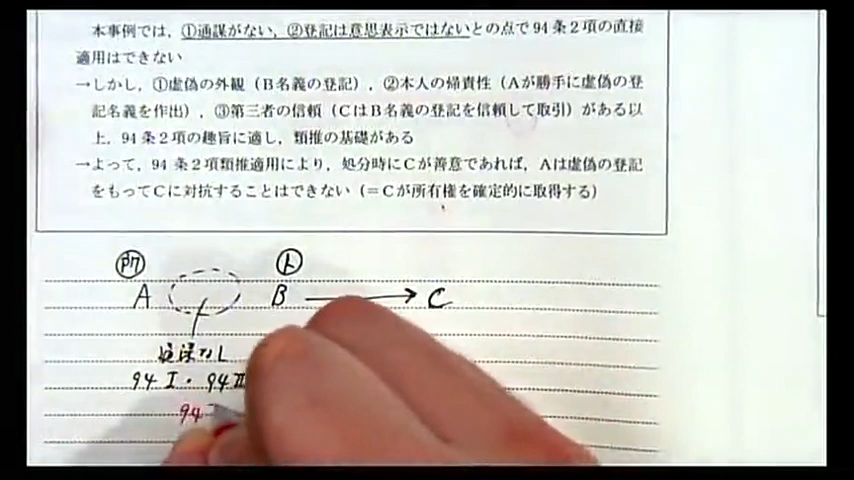 本事例では，①通謀がない，②登記は意思表示ではないとの点で94条２項の直接
適用はできない
→しかし，①虚偽の外観（Ｂ名義の登記），②本人の帰責性（Ａが勝手に虚偽の登
記名義を作出），③第三者の信頼（ＣはＢ名義の登記を信頼して取引）がある以
上，94条２項の趣旨に適し，類推の基礎がある
→よって，94条２項類推適用により，処分時にＣが善意であれば，Ａは虚偽の登記
をもってＣに対抗することはできない（＝Ｃが所有権を確定的に取得する）
A B → C
通謀なし
94 I・94 II
94